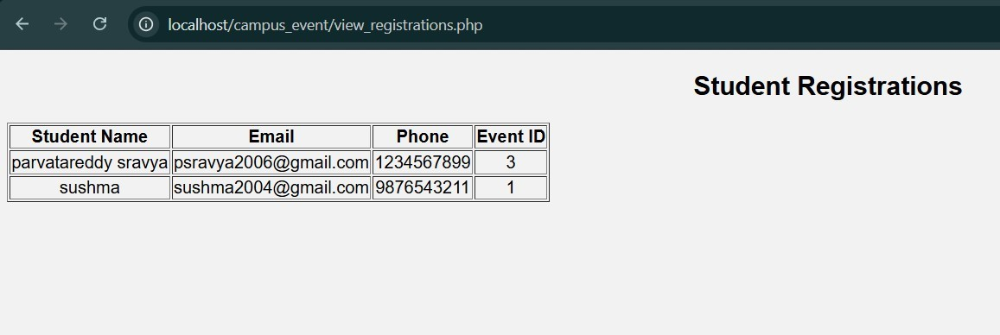 localhost/campus_event/view_registrations.php
Student Registrations
Student Name Email Phone Event ID
parvatareddy sravya psravya2006@gmail.com 1234567899 3
sushma sushma2004@gmail.com 9876543211 1